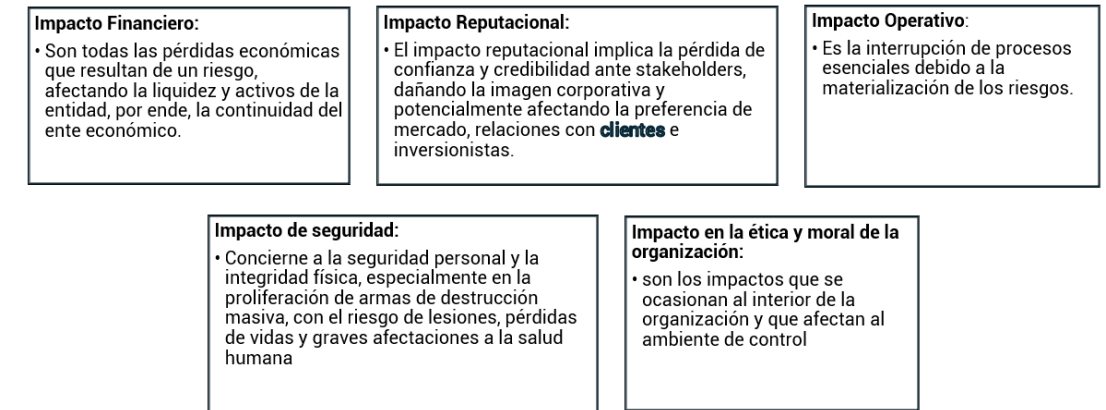 Impacto Financiero:
• Son todas las pérdidas económicas
que resultan de un riesgo,
afectando la liquidez y activos de la
entidad, por ende, la continuidad del
ente económico.
Impacto Reputacional:
• El impacto reputacional implica la pérdida de
confianza y credibilidad ante stakeholders,
dañando la imagen corporativa y
potencialmente afectando la preferencia de
mercado, relaciones con clientes e
inversionistas.
Impacto Operativo:
• Es la interrupción de procesos
esenciales debido a la
materialización de los riesgos.
Impacto de seguridad:
• Concierne a la seguridad personal y la
integridad física, especialmente en la
proliferación de armas de destrucción
masiva, con el riesgo de lesiones, pérdidas
de vidas y graves afectaciones a la salud
humana
Impacto en la ética y moral de la
organización:
• son los impactos que se
ocasionan al interior de la
organización y que afectan al
ambiente de control